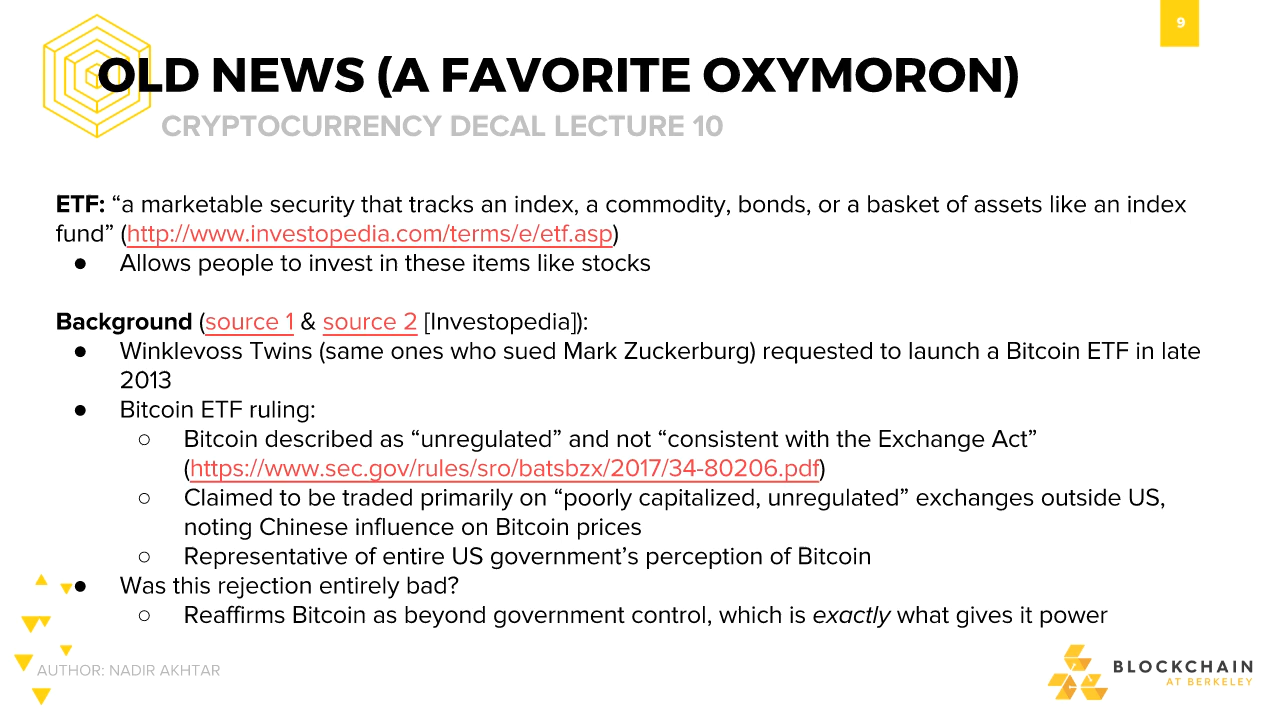 9
OLD NEWS (A FAVORITE OXYMORON)
CRYPTOCURRENCY DECAL LECTURE 10
ETF: “a marketable security that tracks an index, a commodity, bonds, or a basket of assets like an index
fund” (http://www.investopedia.com/terms/e/etf.asp)
● Allows people to invest in these items like stocks
Background (source 1 & source 2 [Investopedia]):
● Winklevoss Twins (same ones who sued Mark Zuckerburg) requested to launch a Bitcoin ETF in late
2013
● Bitcoin ETF ruling:
○ Bitcoin described as “unregulated” and not “consistent with the Exchange Act”
(https://www.sec.gov/rules/sro/batsbzx/2017/34-80206.pdf)
○ Claimed to be traded primarily on “poorly capitalized, unregulated” exchanges outside US,
noting Chinese influence on Bitcoin prices
○ Representative of entire US government’s perception of Bitcoin
● Was this rejection entirely bad?
○ Reaffirms Bitcoin as beyond government control, which is exactly what gives it power
AUTHOR: NADIR AKHTAR
BLOCKCHAIN
AT BERKELEY